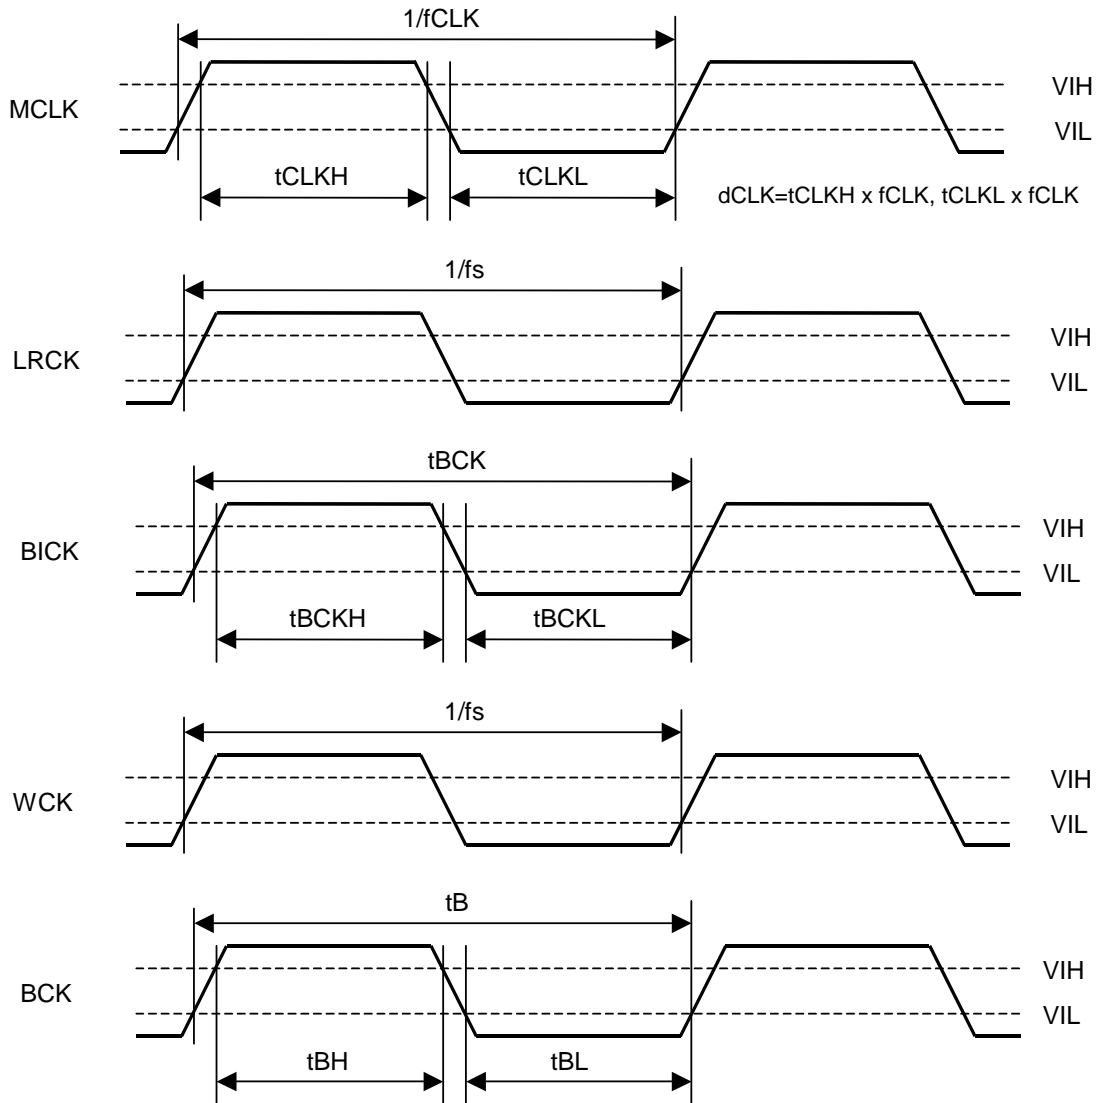 1/fCLK
MCLK
VIH
VIL
tCLKH
tCLKL
dCLK=tCLKH x fCLK, tCLKL x fCLK
1/fs
LRCK
VIH
VIL
tBCK
BICK
VIH
VIL
tBCKH
tBCKL
1/fs
WCK
VIH
VIL
tB
BCK
VIH
VIL
tBH
tBL